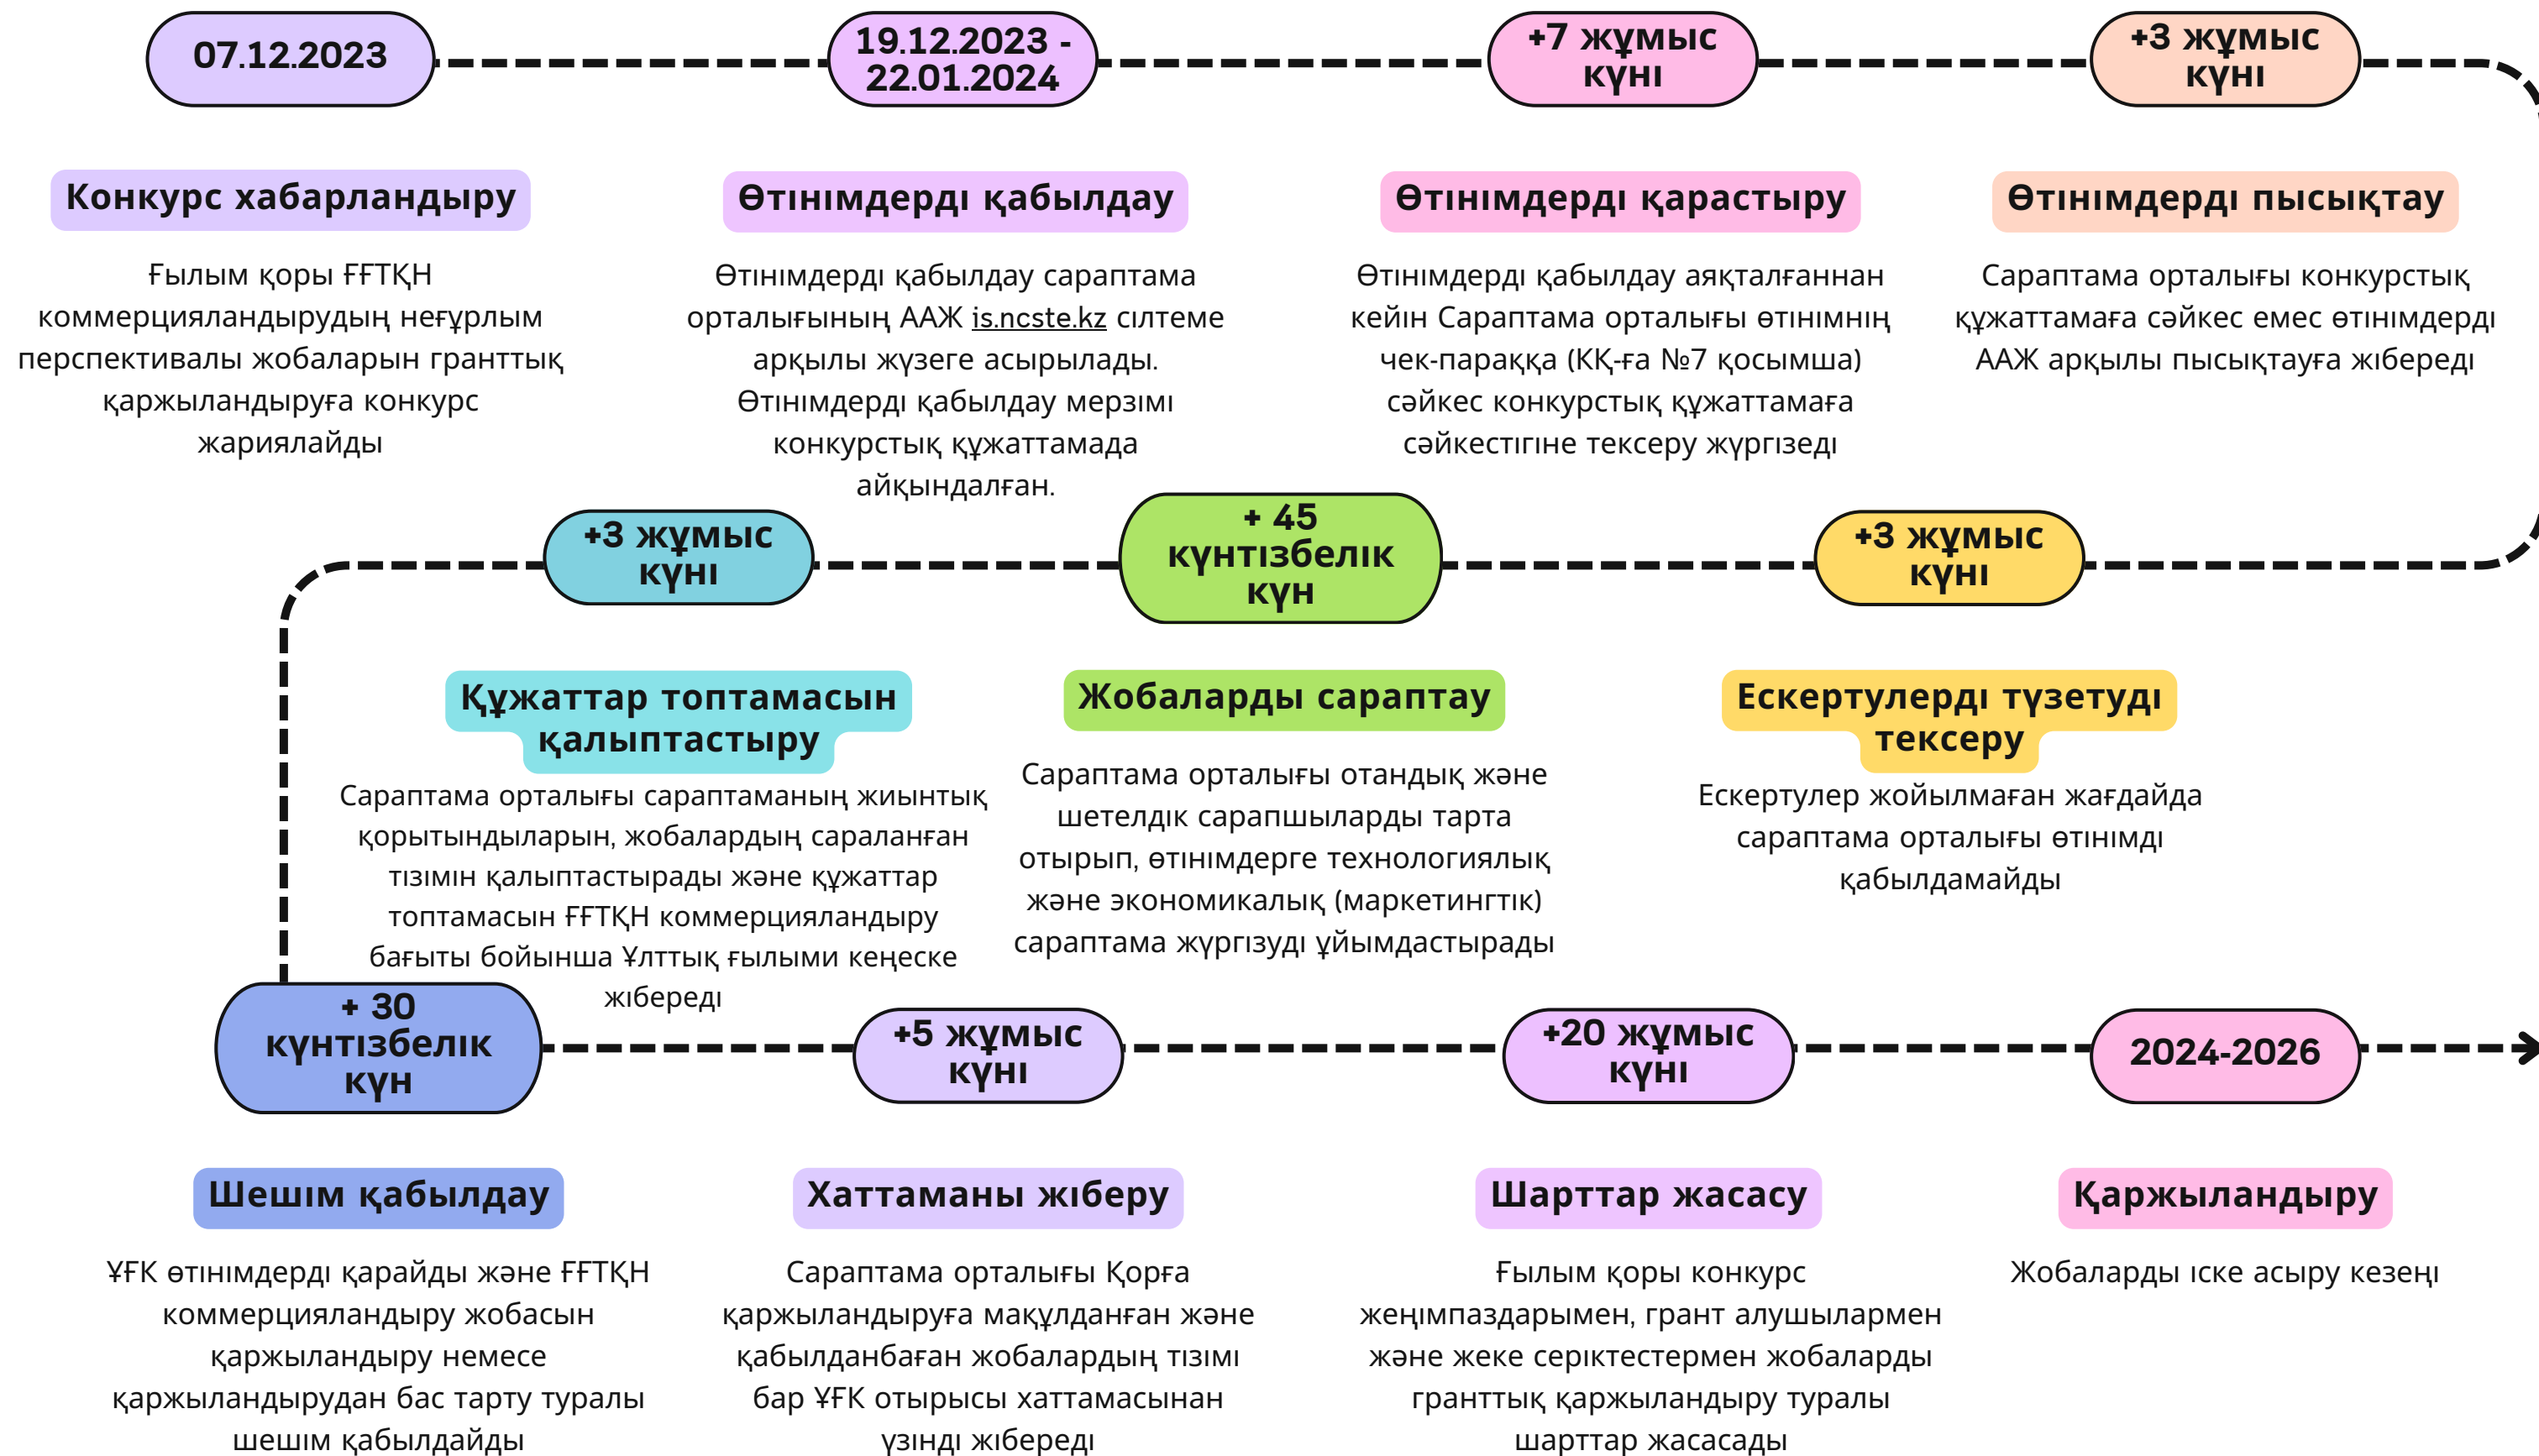 07.12.2023
Конкурс хабарландыру
Ғылым қоры ҒҒТҚН
коммерцияландырудың неғұрлым
перспективалы жобаларын гранттық
қаржыландыруға конкурс
жариялайды
19.12.2023 -
22.01.2024
Өтінімдерді қабылдау
Өтінімдерді қабылдау сараптама
орталығының ААЖ is.ncste.kz сілтеме
арқылы жүзеге асырылады.
Өтінімдерді қабылдау мерзімі
конкурстық құжаттамада
айқындалған.
+7 жұмыс
күні
Өтінімдерді қарастыру
Өтінімдерді қабылдау аяқталғаннан
кейін Сараптама орталығы өтінімнің
чек-параққа (КҚ-ға №7 қосымша)
сәйкес конкурстық құжаттамаға
сәйкестігіне тексеру жүргізеді
+3 жұмыс
күні
Өтінімдерді пысықтау
Сараптама орталығы конкурстық
құжаттамаға сәйкес емес өтінімдерді
ААЖ арқылы пысықтауға жібереді
+3 жұмыс
күні
Ескертулерді түзетуді
тексеру
Ескертулер жойылмаған жағдайда
сараптама орталығы өтінімді
қабылдамайды
+ 45
күнтізбелік
күн
Жобаларды сараптау
Сараптама орталығы отандық және
шетелдік сарапшыларды тарта
отырып, өтінімдерге технологиялық
және экономикалық (маркетингтік)
сараптама жүргізуді ұйымдастырады
+3 жұмыс
күні
Құжаттар топтамасын
қалыптастыру
Сараптама орталығы сараптаманың жиынтық
қорытындыларын, жобалардың сараланған
тізімін қалыптастырады және құжаттар
топтамасын ҒҒТҚН коммерцияландыру
бағыты бойынша Ұлттық ғылыми кеңеске
жібереді
+ 30
күнтізбелік
күн
Шешім қабылдау
ҰҒК өтінімдерді қарайды және ҒҒТҚН
коммерцияландыру жобасын
қаржыландыру немесе
қаржыландырудан бас тарту туралы
шешім қабылдайды
+5 жұмыс
күні
Хаттаманы жіберу
Сараптама орталығы Қорға
қаржыландыруға мақұлданған және
қабылданбаған жобалардың тізімі
бар ҰҒК отырысы хаттамасынан
үзінді жібереді
+20 жұмыс
күні
Шарттар жасасу
Ғылым қоры конкурс
жеңімпаздарымен, грант алушылармен
және жеке серіктестермен жобаларды
гранттық қаржыландыру туралы
шарттар жасасады
2024-2026
Қаржыландыру
Жобаларды іске асыру кезеңі